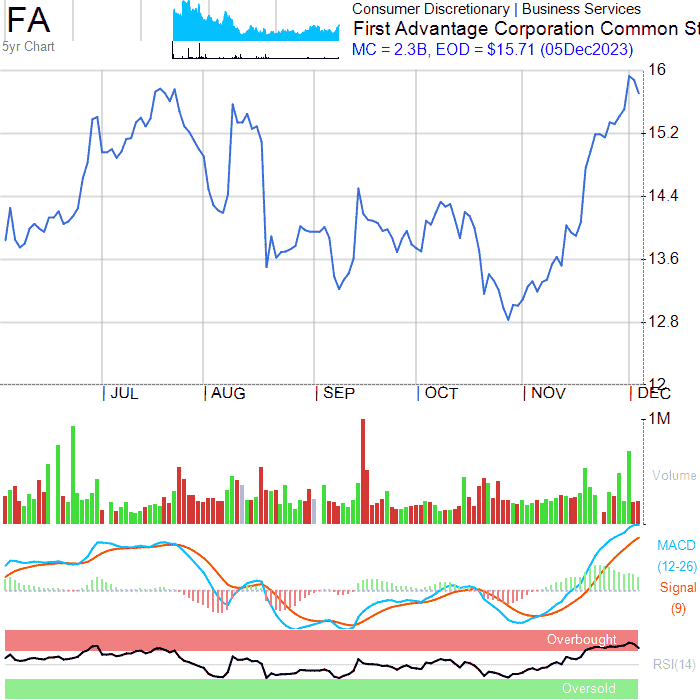 FA
5yr Chart
Consumer Discretionary | Business Services
First Advantage Corporation Common St
MC = 2.3B, EOD = $15.71 (05Dec2023)
16
15.2
14.4
13.6
12.8
12
JUL AUG SEP OCT NOV DEC
1M
Volume
MACD
(12-26)
Signal
(9)
Overbought
RSI(14)
Oversold